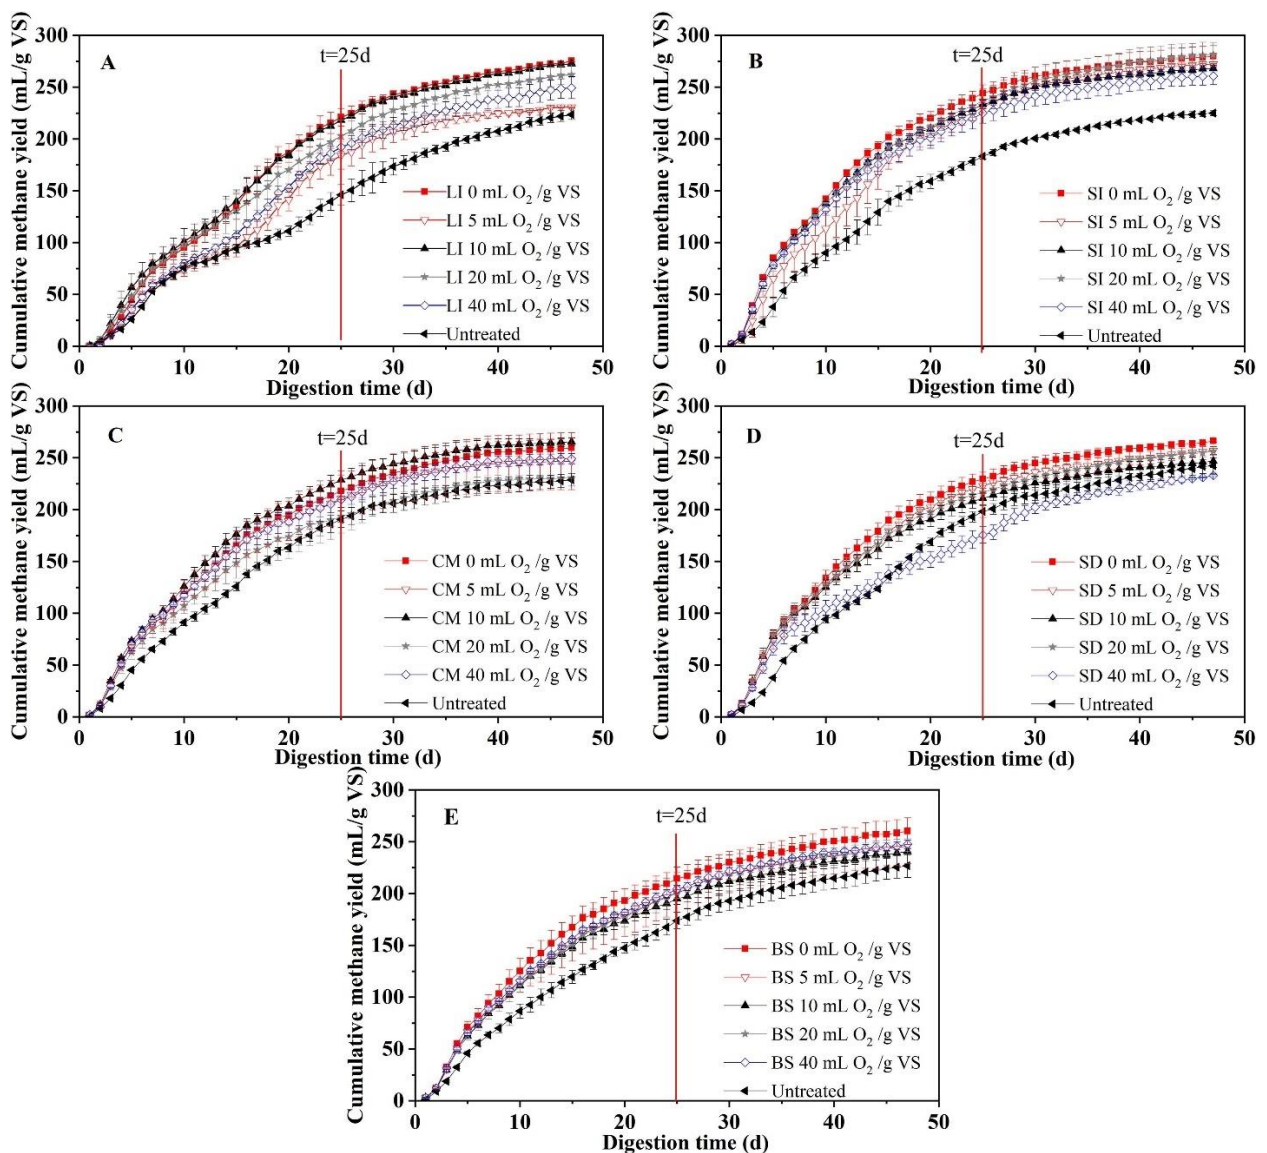 A
t=25d
Cumulative methane yield (mL/g VS)
300
250
200
150
100
50
0
LI 0 mL O2 /g VS
LI 5 mL O2 /g VS
LI 10 mL O2 /g VS
LI 20 mL O2 /g VS
LI 40 mL O2 /g VS
Untreated
0 10 20 30 40 50
Digestion time (d)
B
t=25d
Cumulative methane yield (mL/g VS)
300
250
200
150
100
50
0
SI 0 mL O2 /g VS
SI 5 mL O2 /g VS
SI 10 mL O2 /g VS
SI 20 mL O2 /g VS
SI 40 mL O2 /g VS
Untreated
0 10 20 30 40 50
Digestion time (d)
C
t=25d
Cumulative methane yield (mL/g VS)
300
250
200
150
100
50
0
CM 0 mL O2 /g VS
CM 5 mL O2 /g VS
CM 10 mL O2 /g VS
CM 20 mL O2 /g VS
CM 40 mL O2 /g VS
Untreated
0 10 20 30 40 50
Digestion time (d)
D
t=25d
Cumulative methane yield (mL/g VS)
300
250
200
150
100
50
0
SD 0 mL O2 /g VS
SD 5 mL O2 /g VS
SD 10 mL O2 /g VS
SD 20 mL O2 /g VS
SD 40 mL O2 /g VS
Untreated
0 10 20 30 40 50
Digestion time (d)
E
t=25d
Cumulative methane yield (mL/g VS)
300
250
200
150
100
50
0
BS 0 mL O2 /g VS
BS 5 mL O2 /g VS
BS 10 mL O2 /g VS
BS 20 mL O2 /g VS
BS 40 mL O2 /g VS
Untreated
0 10 20 30 40 50
Digestion time (d)